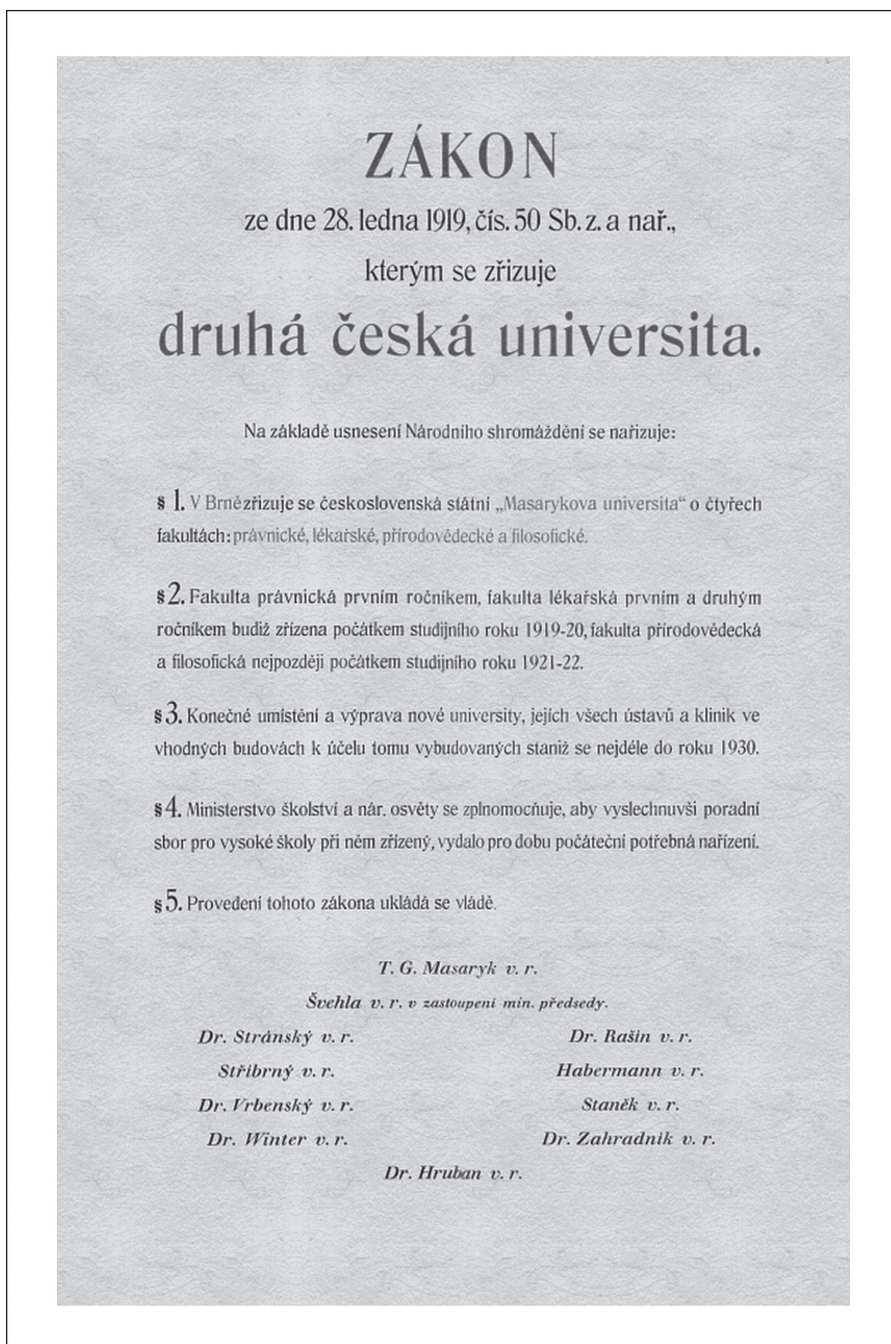 ZÁKON
ze dne 28. ledna 1919, čís. 50 Sb. z. a nař.,
kterým se zřizuje
druhá česká universita.
Na základě usnesení Národního shromáždění se nařizuje:
§ 1. V Brně zřizuje se československá státní „Masarykova universita“ o čtyřech
fakultách: právnické, lékařské, přírodovědecké a filosofické.
§ 2. Fakulta právnická prvním ročníkem, fakulta lékařská prvním a druhým
ročníkem budiž zřízena počátkem studijního roku 1919-20, fakulta přírodovědecká
a filosofická nejpozději počátkem studijního roku 1921-22.
§ 3. Konečné umístění a výprava nové university, jejích všech ústavů a klinik ve
vhodných budovách k účelu tomu vybudovaných staniž se nejdéle do roku 1930.
§ 4. Ministerstvo školství a nár. osvěty se zplnomocňuje, aby vyslechnuvši poradní
sbor pro vysoké školy při něm zřízený, vydalo pro dobu počáteční potřebná nařízení.
§ 5. Provedení tohoto zákona ukládá se vládě.
T. G. Masaryk v. r.
Švehla v. r. v zastoupení min. předsedy.
Dr. Stránský v. r. Dr. Rašín v. r.
Stříbrný v. r. Habermann v. r.
Dr. Vrbenský v. r. Staněk v. r.
Dr. Winter v. r. Dr. Zahradník v. r.
Dr. Hruban v. r.